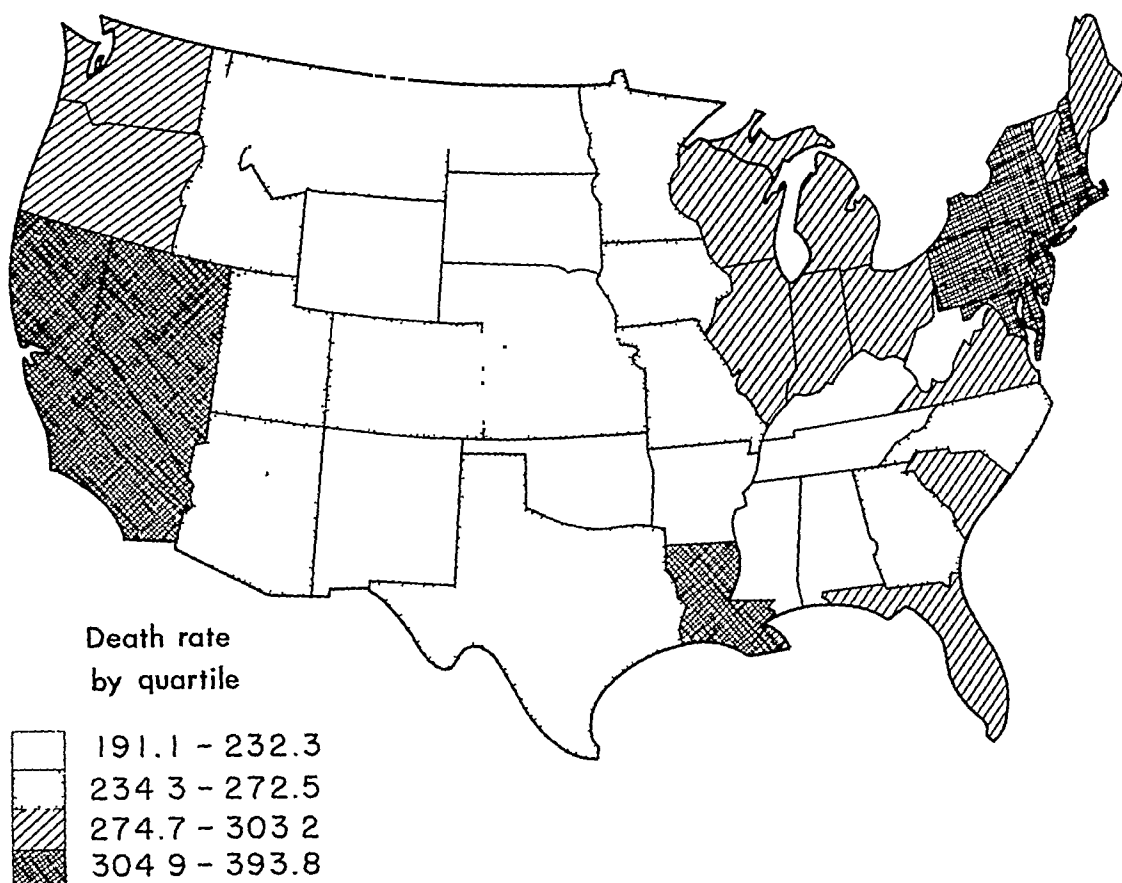 Death rate
by quartile
191.1 - 232.3
234 3 - 272.5
274.7 - 303 2
304 9 - 393.8